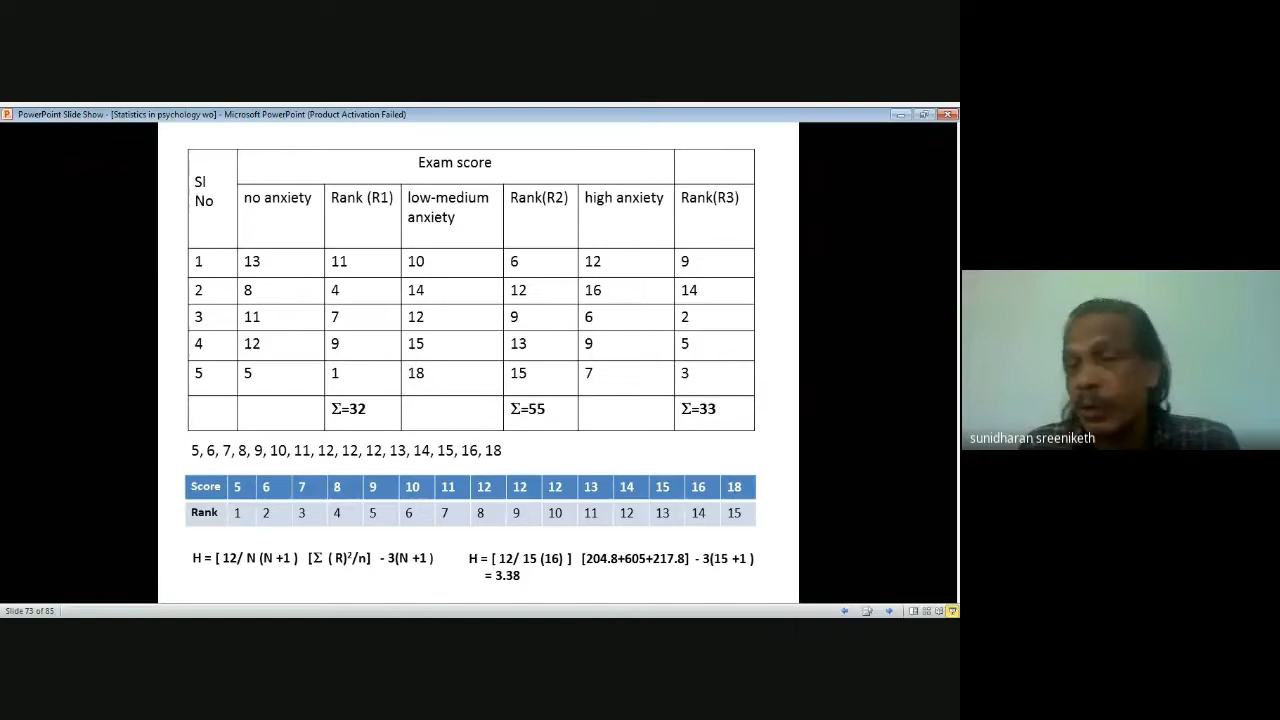 PowerPoint Slide Show - [Statistics in psychology wo] - Microsoft PowerPoint (Product Activation Failed)
Exam score
Sl No
no anxiety Rank (R1) low-medium anxiety Rank(R2) high anxiety Rank(R3)
1 13 11 10 6 12 9
2 8 4 14 12 16 14
3 11 7 12 9 6 2
4 12 9 15 13 9 5
5 5 1 18 15 7 3
Σ=32 Σ=55 Σ=33
5, 6, 7, 8, 9, 10, 11, 12, 12, 12, 13, 14, 15, 16, 18
Score 5 6 7 8 9 10 11 12 12 12 13 14 15 16 18
Rank 1 2 3 4 5 6 7 8 9 10 11 12 13 14 15
H = [ 12/ N (N +1 ) [Σ ( R)²/n] - 3(N +1 )
H = [ 12/ 15 (16) ] [204.8+605+217.8] - 3(15 +1 )
= 3.38
Slide 73 of 85
sunidharan sreeniketh